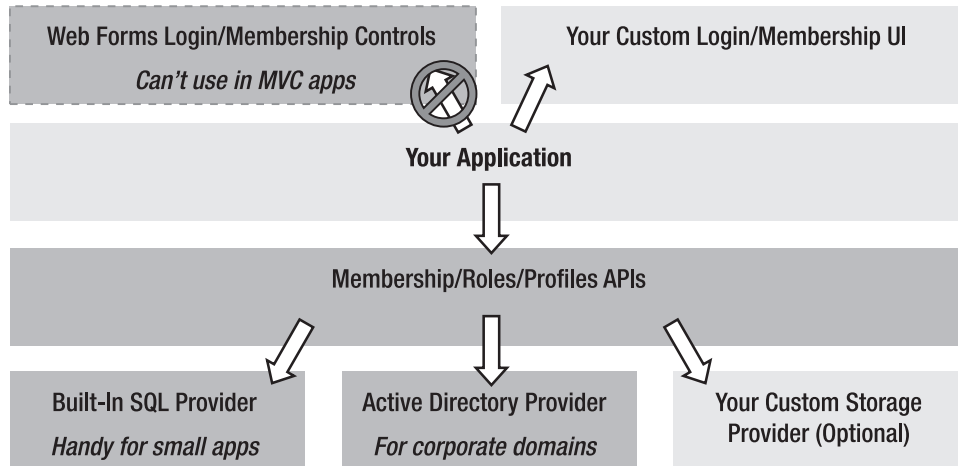 Web Forms Login/Membership Controls
Can't use in MVC apps
Your Custom Login/Membership UI
Your Application
Membership/Roles/Profiles APIs
Built-In SQL Provider
Handy for small apps
Active Directory Provider
For corporate domains
Your Custom Storage
Provider (Optional)